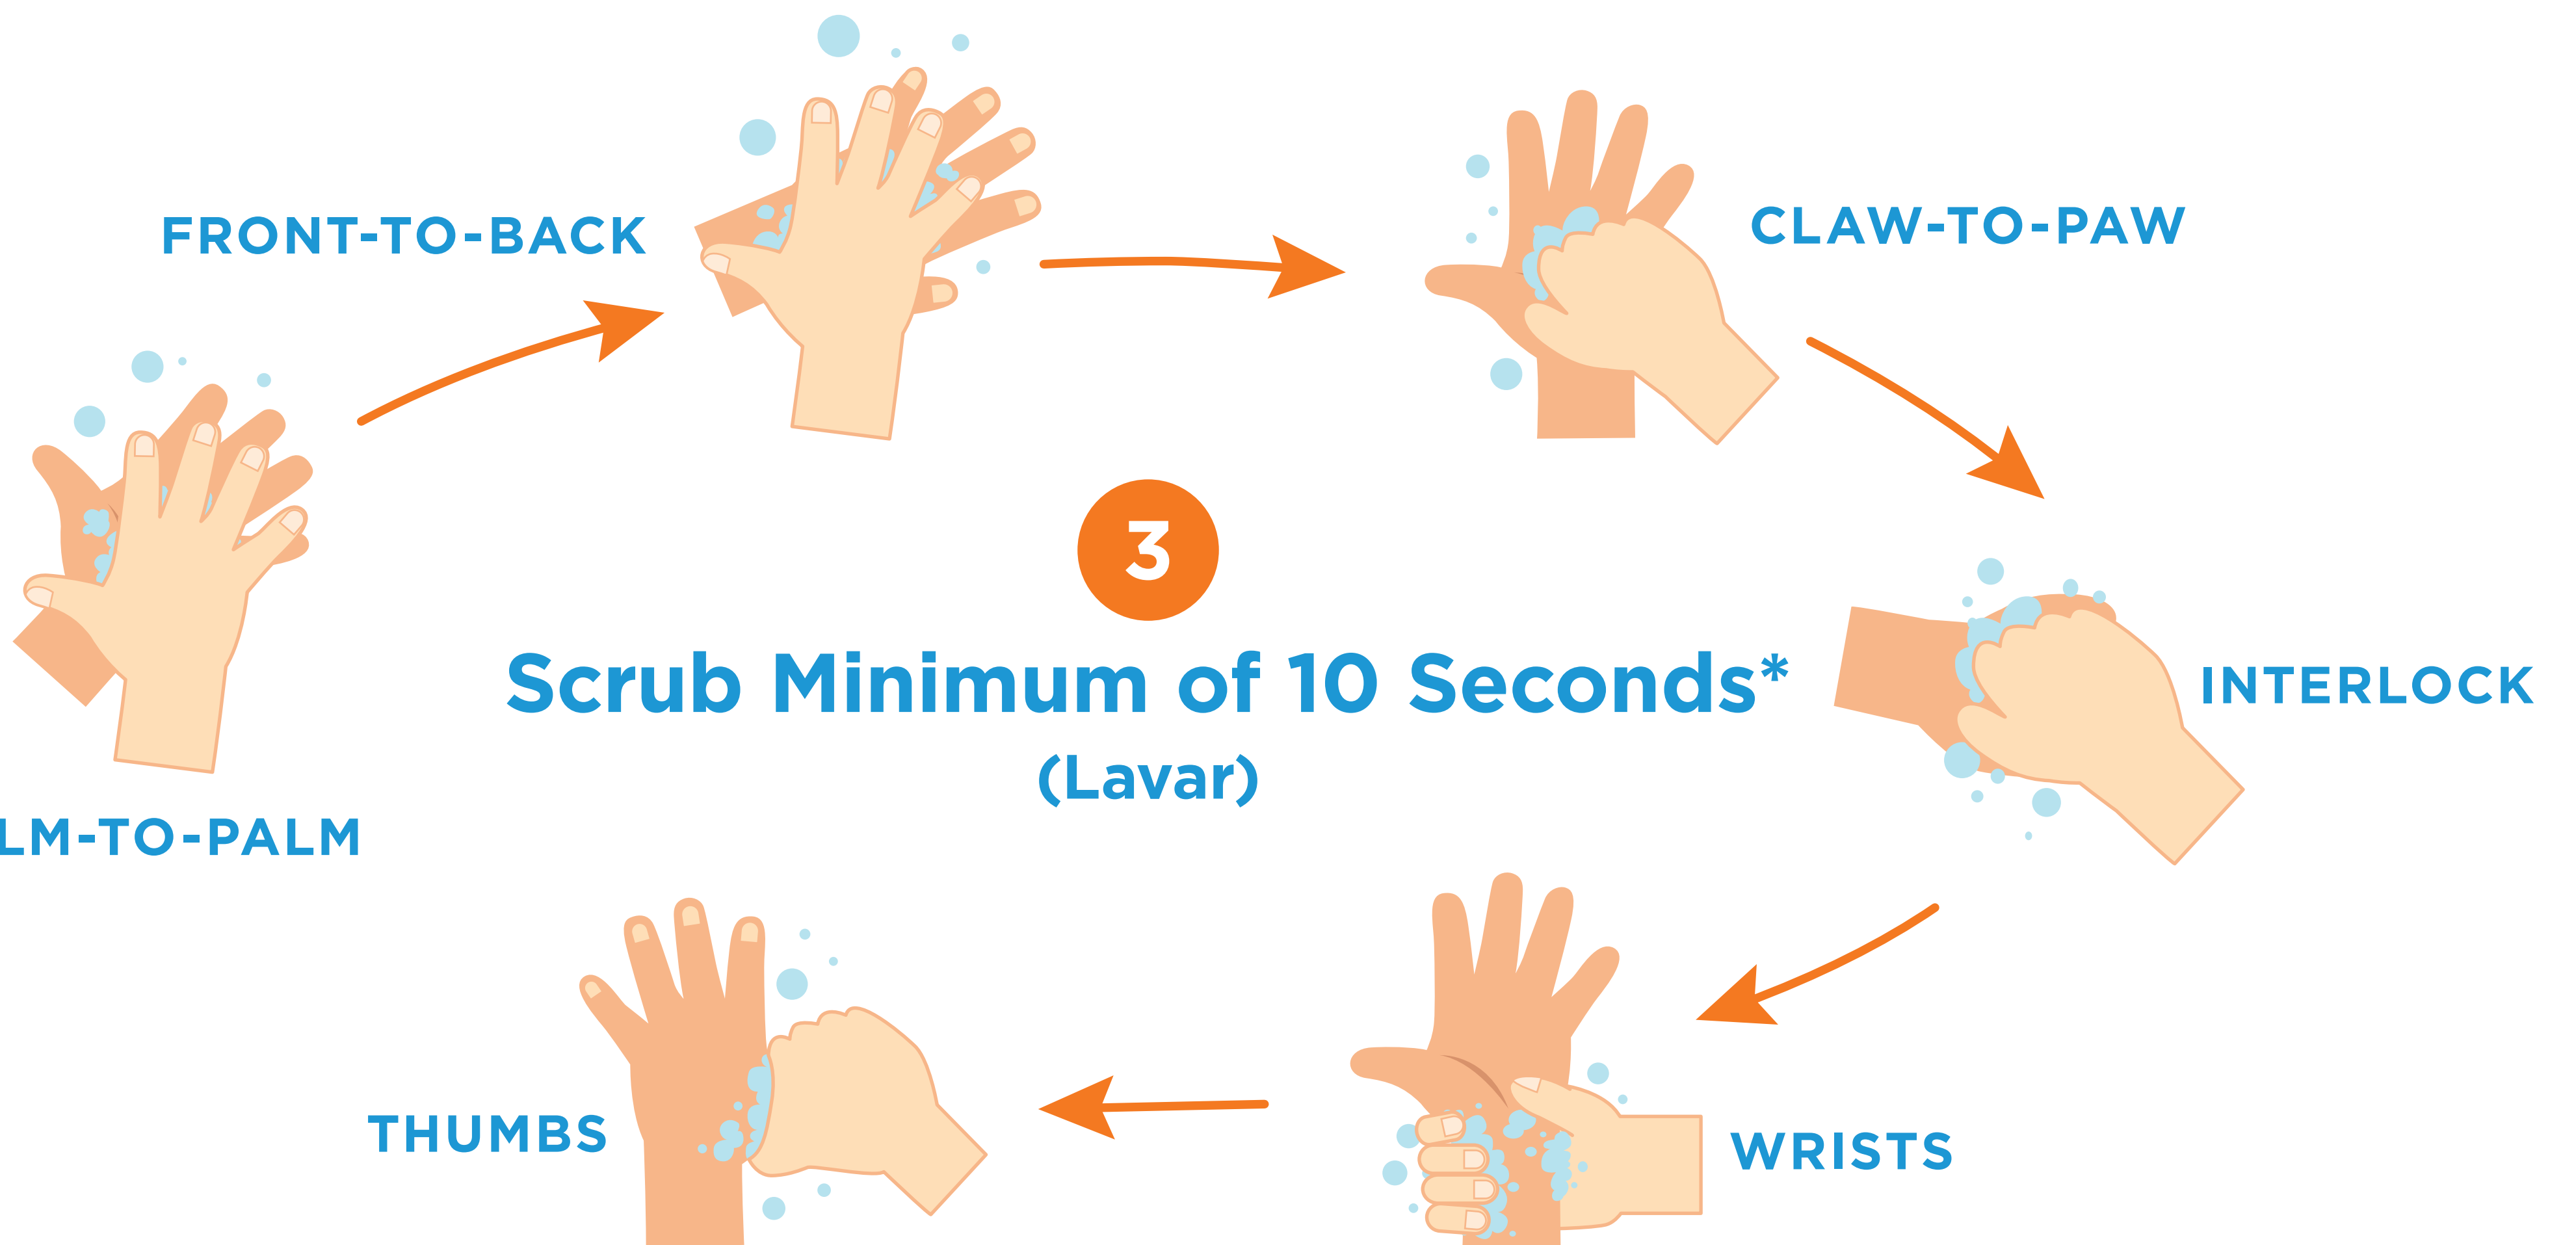 FRONT-TO-BACK
CLAW-TO-PAW
3
Scrub Minimum of 10 Seconds*
(Lavar)
INTERLOCK
LM-TO-PALM
THUMBS
WRISTS